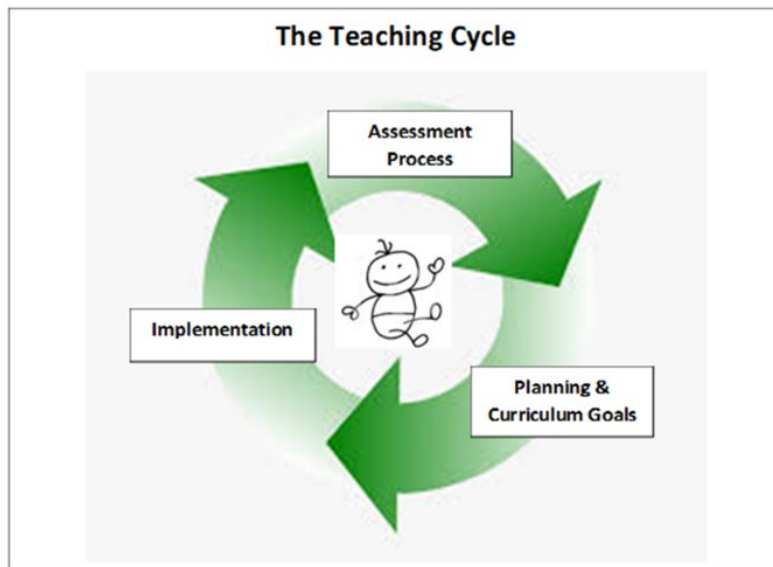 The Teaching Cycle
Assessment
Process
Implementation
Planning &
Curriculum Goals